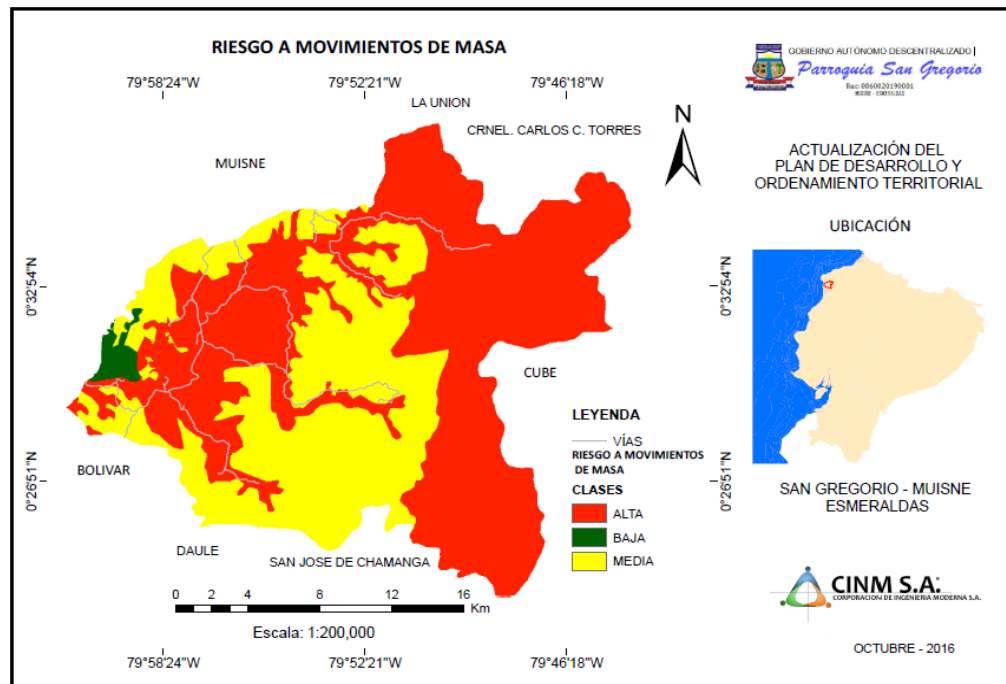 RIESGO A MOVIMIENTOS DE MASA
79°58'24"W
79°52'21"W
79°46'18"W
LA UNION
CRNEL. CARLOS C. TORRES
MUISNE
N
0°32'54"N
0°32'54"N
CUBE
BOLIVAR
0°26'51"N
0°26'51"N
DAULE
SAN JOSE DE CHAMANGA
LEYENDA
VÍAS
RIESGO A MOVIMIENTOS
DE MASA
CLASES
ALTA
BAJA
MEDIA
0 2 4 8 12 16
Km
Escala: 1:200,000
79°58'24"W
79°52'21"W
79°46'18"W
GOBIERNO AUTÓNOMO DESCENTRALIZADO
Parroquia San Gregorio
Ruc: 0860020190001
MUISNE - ESMERALDAS
ACTUALIZACIÓN DEL
PLAN DE DESARROLLO Y
ORDENAMIENTO TERRITORIAL
UBICACIÓN
SAN GREGORIO - MUISNE
ESMERALDAS
CINM S.A.
CORPORACION DE INGENIERIA MODERNA S.A.
OCTUBRE - 2016